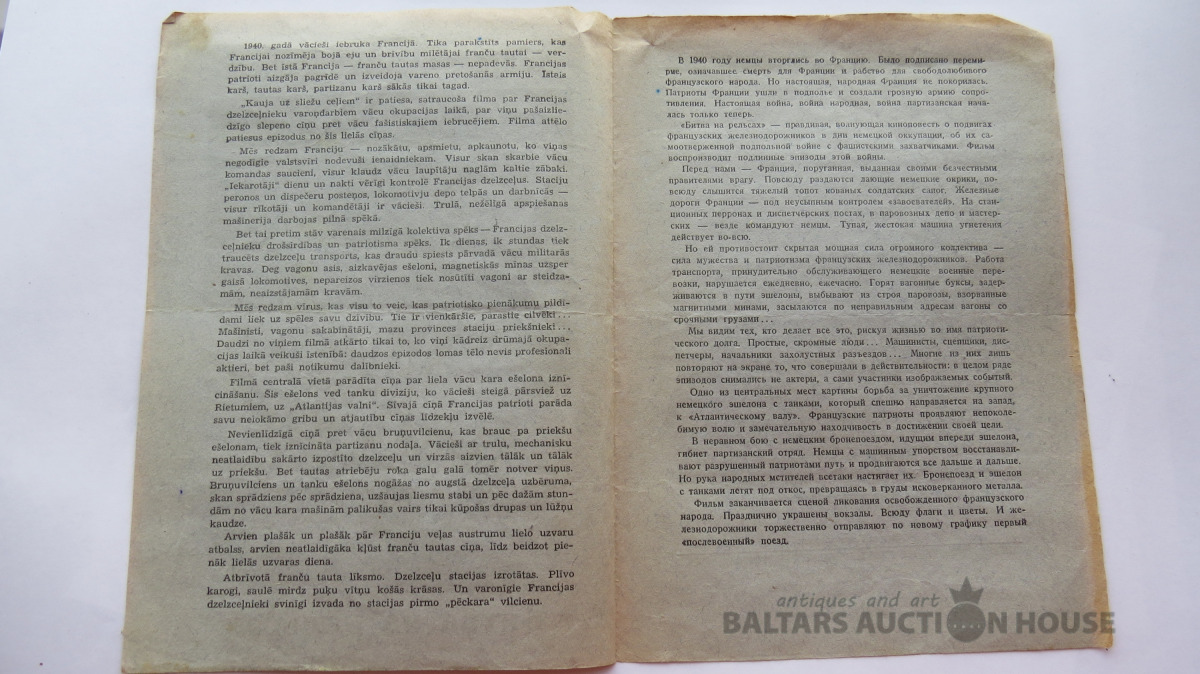 1940. gadā vācieši iebruka Francijā. Tika parakstīts pamiers, kas
Francijai nozīmēja bojā eju un brīvību mīlētājai franču tautai — ver-
dzību. Bet īstā Francija — franču tautas masas — nepadevās. Francijas
patrioti aizgāja pagrīdē un izveidoja vareno pretošanās armiju. Īstais
karš, tautas karš, partizanu karš sākās tikai tagad.
„Kauja uz sliežu ceļiem" ir patiesa, satraucoša filma par Francijas
dzelzceļnieku varoņdarbiem vācu okupacijas laikā, par viņu pašaizlie-
dzīgo slepeno cīņu pret vācu fašistiskajiem iebrucējiem. Filma attēlo
patiesus epizodus no šīs lielās cīņas.
Mēs redzam Franciju — nozākātu, apsmietu, apkaunotu, ko viņas
negodīgie valstsvīri nodevuši ienaidniekam. Visur skan skarbie vācu
komandas saucieni, visur klaudz vācu laupītāju naglām kaltie zābaki.
„Iekarotāji" dienu un nakti vērīgi kontrolē Francijas dzelzceļus. Staciju
peronos un dispečeru posteņos, lokomotivju depo telpās un darbnīcās —
visur rīkotāji un komandētāji ir vācieši. Trulā, nežēlīgā apspiešanas
mašinerija darbojas pilnā spēkā.
Bet tai pretim stāv varenais milzīgā kolektiva spēks — Francijas dzelz-
ceļnieku drošsirdības un patriotisma spēks. Ik dienas, ik stundas tiek
traucēts dzelzceļu transports, kas draudu spiests pārvadā vācu militarās
kravas. Deg vagonu asis, aizkavējas ešeloni, magnetiskās minas uzsper
gaisā lokomotives, nepareizos virzienos tiek nosūtīti vagoni ar steidza-
mām, neaizstājamām kravām.
Mēs redzam vīrus, kas visu to veic, kas patriotisko pienākumu pildī-
dami liek uz spēles savu dzīvību. Tie ir vienkāršie, parastie cilvēki...
Mašinisti, vagonu sakabinātāji, mazu provinces staciju priekšnieki...
Daudzi no viņiem filmā atkārto tikai to, ko viņi kādreiz drūmajā okupa-
cijas laikā veikuši īstenībā: daudzos epizodos lomas tēlo nevis profesionali
aktieri, bet paši notikumu dalībnieki.
Filmā centralā vietā parādīta cīņa par liela vācu kara ešelona iznī-
cināšanu. Šis ešelons ved tanku diviziju, ko vācieši steigā pārsviež uz
Rietumiem, uz „Atlantijas valni". Sīvajā cīņā Francijas patrioti parāda
savu nelokāmo gribu un atjautību cīņas līdzekļu izvēlē.
Nevienlīdzīgā cīņā pret vācu bruņuvilcienu, kas brauc pa priekšu
ešelonam, tiek iznīcināta partizanu nodaļa. Vācieši ar trulu, mechanisku
neatlaidību sakārto izpostīto dzelzceļu un virzās aizvien tālāk un tālāk
uz priekšu. Bet tautas atriebēju roka galu galā tomēr notver viņus.
Bruņuvilciens un tanku ešelons nogāžas no augstā dzelzceļa uzbēruma,
skan sprādziens pēc sprādziena, uzšaujas liesmu stabi un pēc dažām stun-
dām no vācu kara mašīnām palikušas vairs tikai kūpošas drupas un lūžņu
kaudze.
Arvien plašāk un plašāk pār Franciju veļas austrumu lielo uzvaru
atbalss, arvien neatlaidīgāka kļūst franču tautas cīņa, līdz beidzot pie-
nāk lielās uzvaras diena.
Atbrīvotā franču tauta līksmo. Dzelzceļu stacijas izrotātas. Plīvo
karogi, saulē mirdz puķu vītņu košās krāsas. Un varonīgie Francijas
dzelzceļnieki svinīgi izvada no stacijas pirmo „pēckara" vilcienu.
В 1940 году немцы вторглись во Францию. Было подписано переми-
рие, означавшее смерть для Франции и рабство для свободолюбивого
французского народа. Но настоящая, народная Франция не покорилась.
Патриоты Франции ушли в подполье и создали грозную армию сопро-
тивления. Настоящая война, война народная, война партизанская нача-
лась только теперь.
«Битва на рельсах» — правдивая, волнующая киноповесть о подвигах
французских железнодорожников в дни немецкой оккупации, об их са-
моотверженной подпольной войне с фашистскими захватчиками. Фильм
воспроизводит подлинные эпизоды этой войны.
Перед нами — Франция, поруганная, выданная своими бесчестными
правителями врагу. Повсюду раздаются лающие немецкие окрики, по-
всюду слышится тяжелый топот кованых солдатских сапог. Железные
дороги Франции — под неусыпным контролем «завоевателей». На стан-
ционных перронах и диспетчерских постах, в паровозных депо и мастер-
ских — везде командуют немцы. Тупая, жестокая машина угнетения
действует во-всю.
Но ей противостоит скрытая мощная сила огромного коллектива —
сила мужества и патриотизма французских железнодорожников. Работа
транспорта, принудительно обслуживающего немецкие военные пере-
возки, нарушается ежедневно, ежечасно. Горят вагонные буксы, задер-
живаются в пути эшелоны, выбывают из строя паровозы, взорванные
магнитными минами, засылаются по неправильным адресам вагоны со
срочными грузами...
Мы видим тех, кто делает все это, рискуя жизнью во имя патриоти-
ческого долга. Простые, скромные люди... Машинисты, сцепщики, дис-
петчеры, начальники захолустных разъездов... Многие из них лишь
повторяют на экране то, что совершали в действительности: в целом ряде
эпизодов снимались не актеры, а сами участники изображаемых событий.
Одно из центральных мест картины борьба за уничтожение крупного
немецкого эшелона с танками, который спешно направляется на запад,
к «Атлантическому валу». Французские патриоты проявляют непоколе-
бимую волю и замечательную находчивость в достижении своей цели.
В неравном бою с немецким бронепоездом, идущим впереди эшелона,
гибнет партизанский отряд. Немцы с машинным упорством восстанавли-
вают разрушенный патриотами путь и продвигаются все дальше и дальше.
Но рука народных мстителей всетаки настигает их. Бронепоезд и эшелон
с танками летят под откос, превращаясь в груды исковерканного металла.
Фильм заканчивается сценой ликования освобожденного французского
народа. Празднично украшены вокзалы. Всюду флаги и цветы. И же-
лезнодорожники торжественно отправляют по новому графику первый
«послевоенный» поезд.
antiques and art
BALTARS AUCTION HOUSE